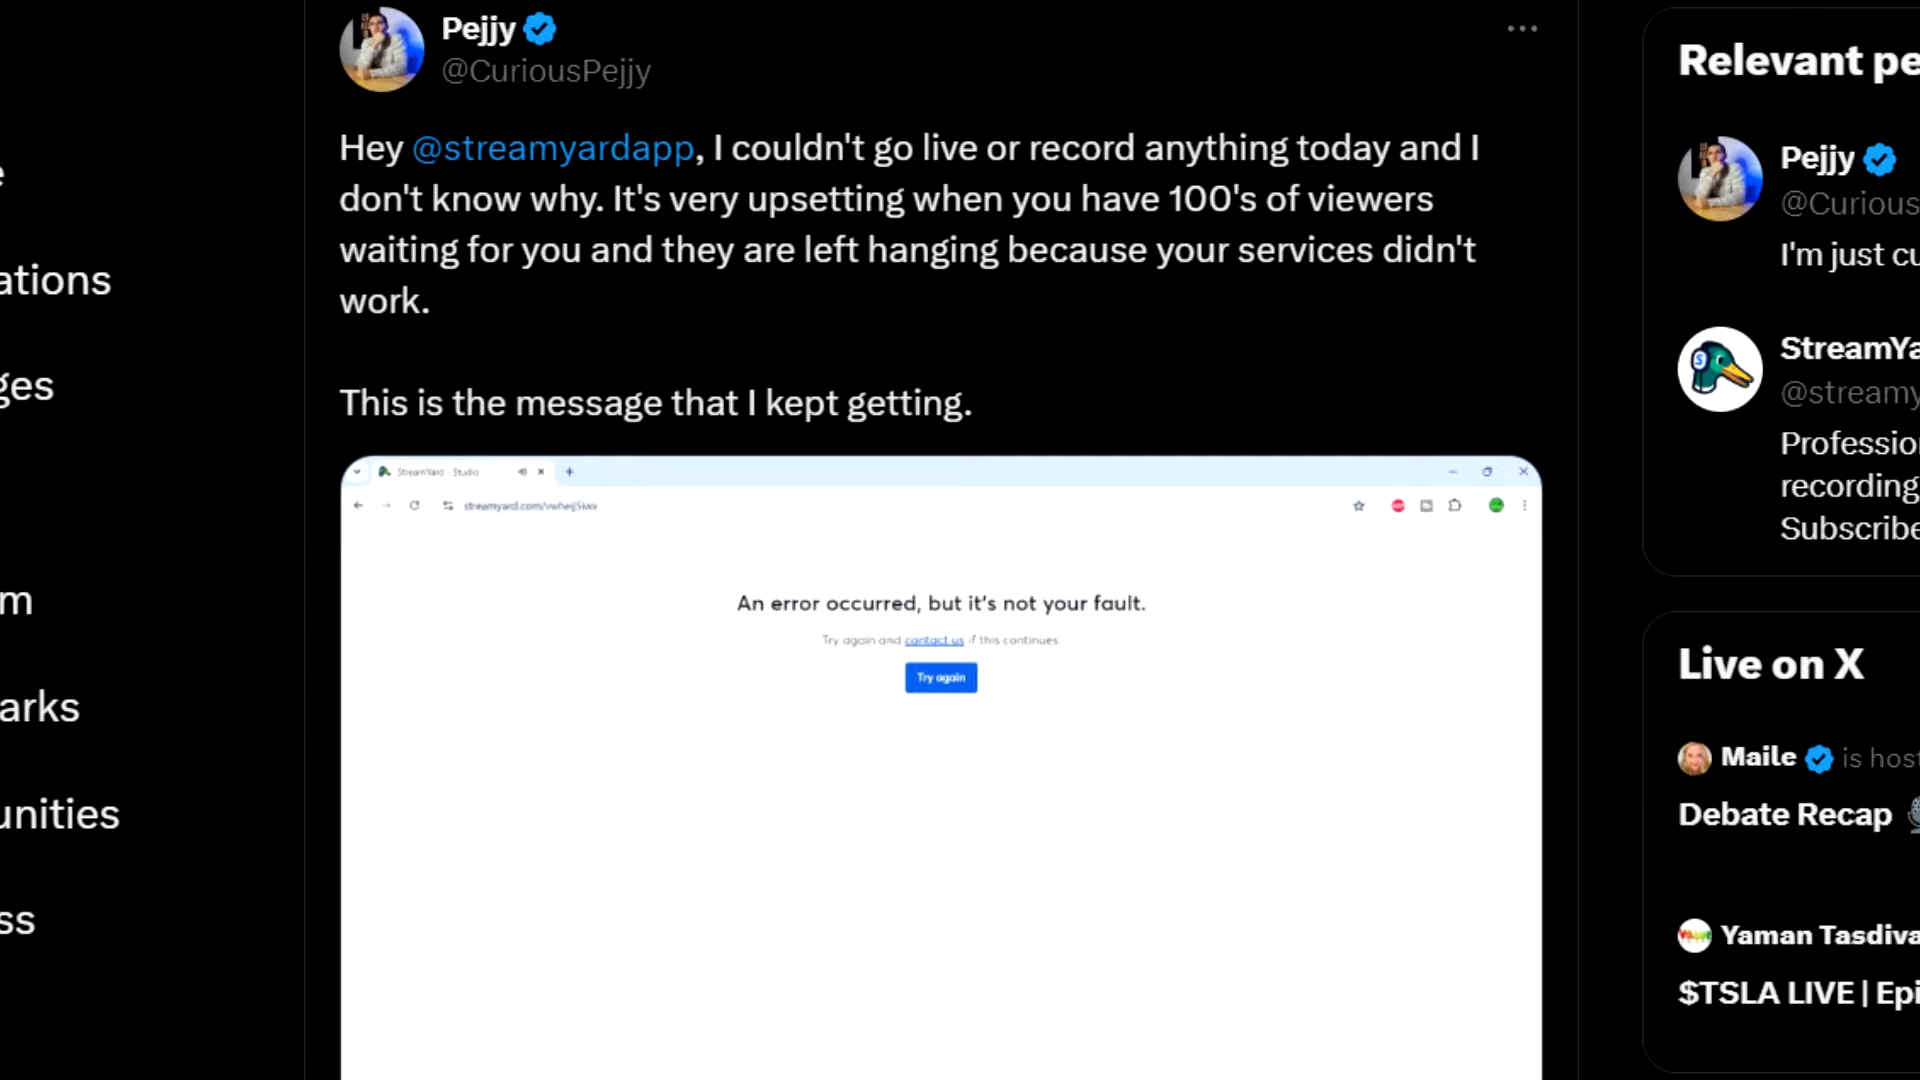 Pejjy
@CuriousPejjy
Hey @streamyardapp, I couldn't go live or record anything today and I
don't know why. It's very upsetting when you have 100's of viewers
waiting for you and they are left hanging because your services didn't
work.
This is the message that I kept getting.
StreamYard Studio
An error occurred, but it's not your fault.
Try again and contact us if this continues.
Try again
e
ations
ges
m
arks
unities
ss
Relevant pe
Pejjy
@Curious
I'm just cu
StreamYa
@streamy
Professio
recording
Subscribe
Live on X
Maile is host
Debate Recap
Yaman Tasdiva
$TSLA LIVE | Epi